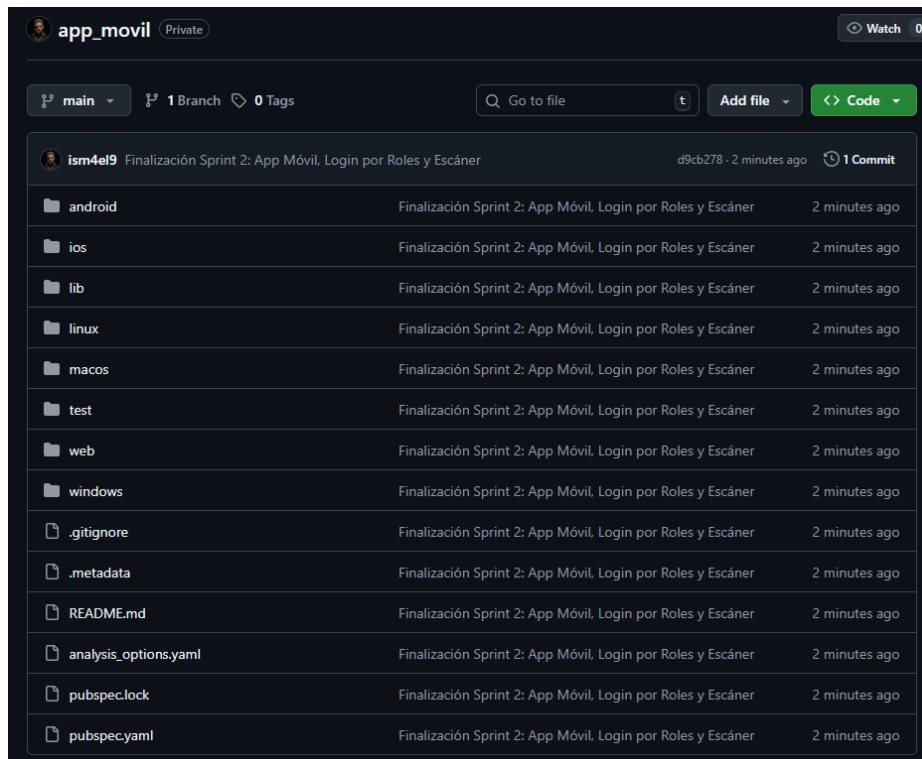 app_movil Private Watch 0
main 1 Branch 0 Tags Go to file t Add file Code
ism4el9 Finalización Sprint 2: App Móvil, Login por Roles y Escáner d9cb278 · 2 minutes ago 1 Commit
android Finalización Sprint 2: App Móvil, Login por Roles y Escáner 2 minutes ago
ios Finalización Sprint 2: App Móvil, Login por Roles y Escáner 2 minutes ago
lib Finalización Sprint 2: App Móvil, Login por Roles y Escáner 2 minutes ago
linux Finalización Sprint 2: App Móvil, Login por Roles y Escáner 2 minutes ago
macos Finalización Sprint 2: App Móvil, Login por Roles y Escáner 2 minutes ago
test Finalización Sprint 2: App Móvil, Login por Roles y Escáner 2 minutes ago
web Finalización Sprint 2: App Móvil, Login por Roles y Escáner 2 minutes ago
windows Finalización Sprint 2: App Móvil, Login por Roles y Escáner 2 minutes ago
.gitignore Finalización Sprint 2: App Móvil, Login por Roles y Escáner 2 minutes ago
.metadata Finalización Sprint 2: App Móvil, Login por Roles y Escáner 2 minutes ago
README.md Finalización Sprint 2: App Móvil, Login por Roles y Escáner 2 minutes ago
analysis_options.yaml Finalización Sprint 2: App Móvil, Login por Roles y Escáner 2 minutes ago
pubspec.lock Finalización Sprint 2: App Móvil, Login por Roles y Escáner 2 minutes ago
pubspec.yaml Finalización Sprint 2: App Móvil, Login por Roles y Escáner 2 minutes ago